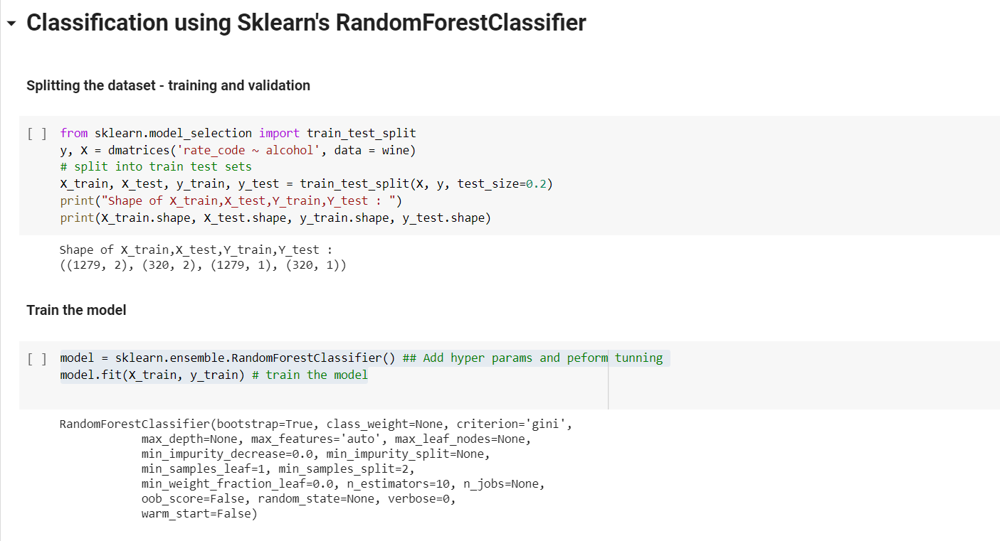 Classification using Sklearn's RandomForestClassifier
Splitting the dataset - training and validation
[ ] from sklearn.model_selection import train_test_split
y, X = dmatrices('rate_code ~ alcohol', data = wine)
# split into train test sets
X_train, X_test, y_train, y_test = train_test_split(X, y, test_size=0.2)
print("Shape of X_train,X_test,Y_train,Y_test : ")
print(X_train.shape, X_test.shape, y_train.shape, y_test.shape)
Shape of X_train,X_test,Y_train,Y_test :
((1279, 2), (320, 2), (1279, 1), (320, 1))
Train the model
[ ] model = sklearn.ensemble.RandomForestClassifier() ## Add hyper params and peform tunning
model.fit(X_train, y_train) # train the model
RandomForestClassifier(bootstrap=True, class_weight=None, criterion='gini',
max_depth=None, max_features='auto', max_leaf_nodes=None,
min_impurity_decrease=0.0, min_impurity_split=None,
min_samples_leaf=1, min_samples_split=2,
min_weight_fraction_leaf=0.0, n_estimators=10, n_jobs=None,
oob_score=False, random_state=None, verbose=0,
warm_start=False)